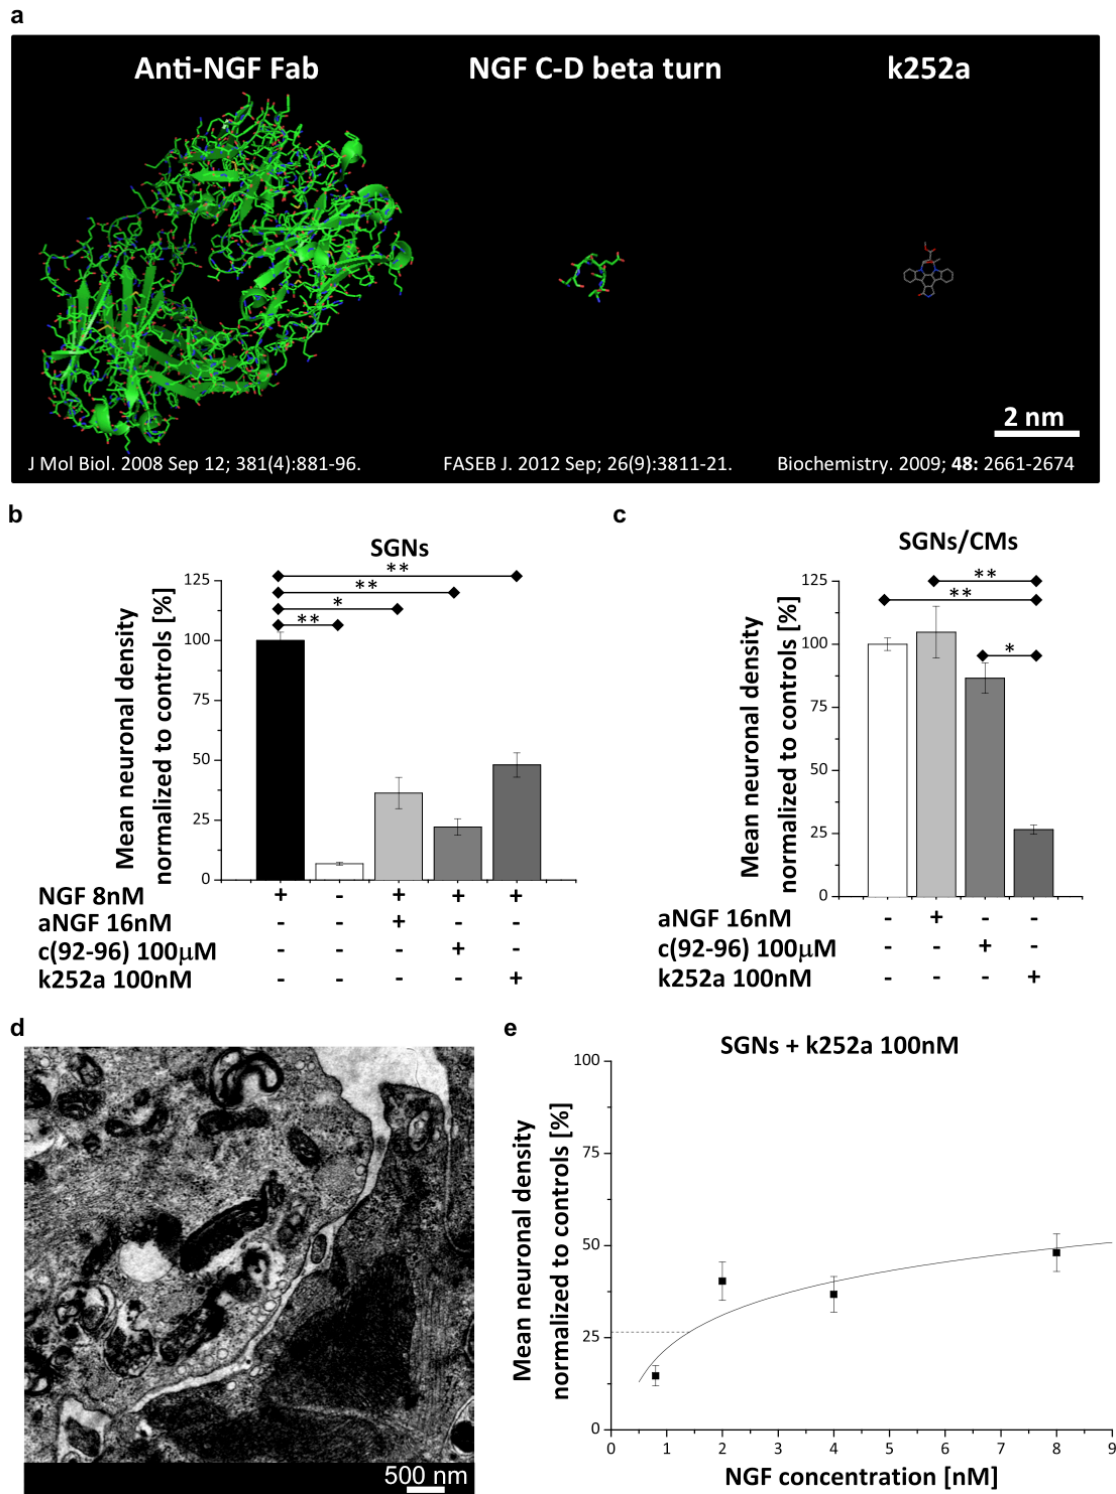 a
Anti-NGF Fab
NGF C-D beta turn
k252a
2 nm
J Mol Biol. 2008 Sep 12; 381(4):881-96.
FASEB J. 2012 Sep; 26(9):3811-21.
Biochemistry. 2009; 48: 2661-2674
b
SGNs
Mean neuronal density
normalized to controls [%]
125
100
75
50
25
0
**
**
*
**
NGF 8nM + - + + +
aNGF 16nM - - + - -
c(92-96) 100μM - - - + -
k252a 100nM - - - - +
c
SGNs/CMs
Mean neuronal density
normalized to controls [%]
125
100
75
50
25
0
**
**
*
aNGF 16nM - + - -
c(92-96) 100μM - - + -
k252a 100nM - - - +
d
500 nm
e
SGNs + k252a 100nM
Mean neuronal density
normalized to controls [%]
100
75
50
25
0
0 1 2 3 4 5 6 7 8 9
NGF concentration [nM]